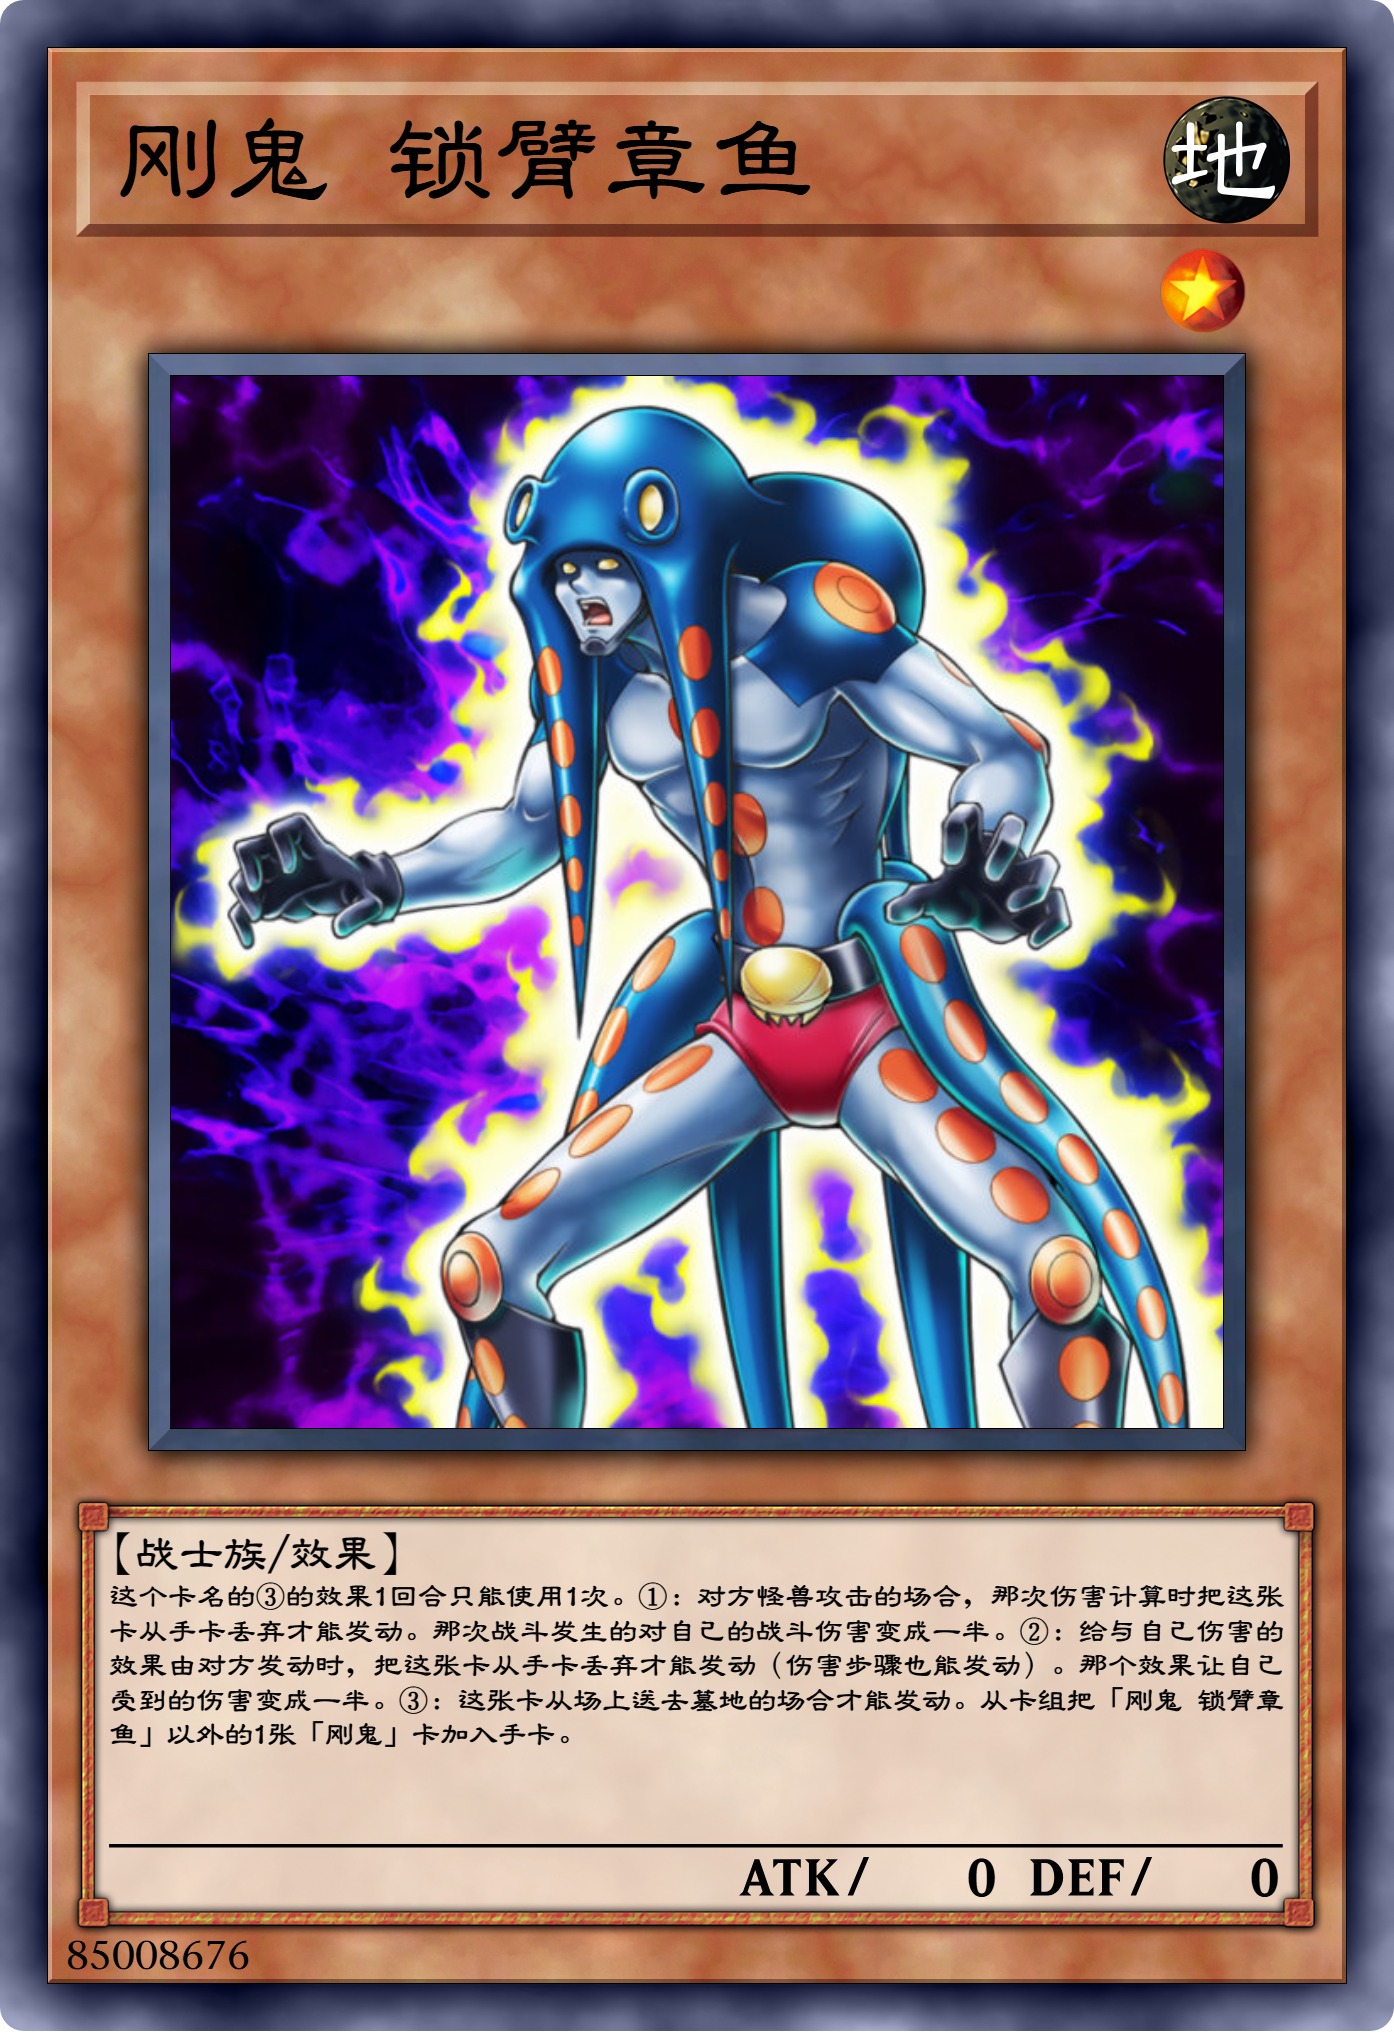 刚鬼 锁臂章鱼
地
【战士族/效果】
这个卡名的③的效果1回合只能使用1次。①：对方怪兽攻击的场合，那次伤害计算时把这张
卡从手卡丢弃才能发动。那次战斗发生的对自己的战斗伤害变成一半。②：给与自己伤害的
效果由对方发动时，把这张卡从手卡丢弃才能发动（伤害步骤也能发动）。那个效果让自己
受到的伤害变成一半。③：这张卡从场上送去墓地的场合才能发动。从卡组把「刚鬼 锁臂章
鱼」以外的1张「刚鬼」卡加入手卡。
ATK/ 0 DEF/ 0
85008676